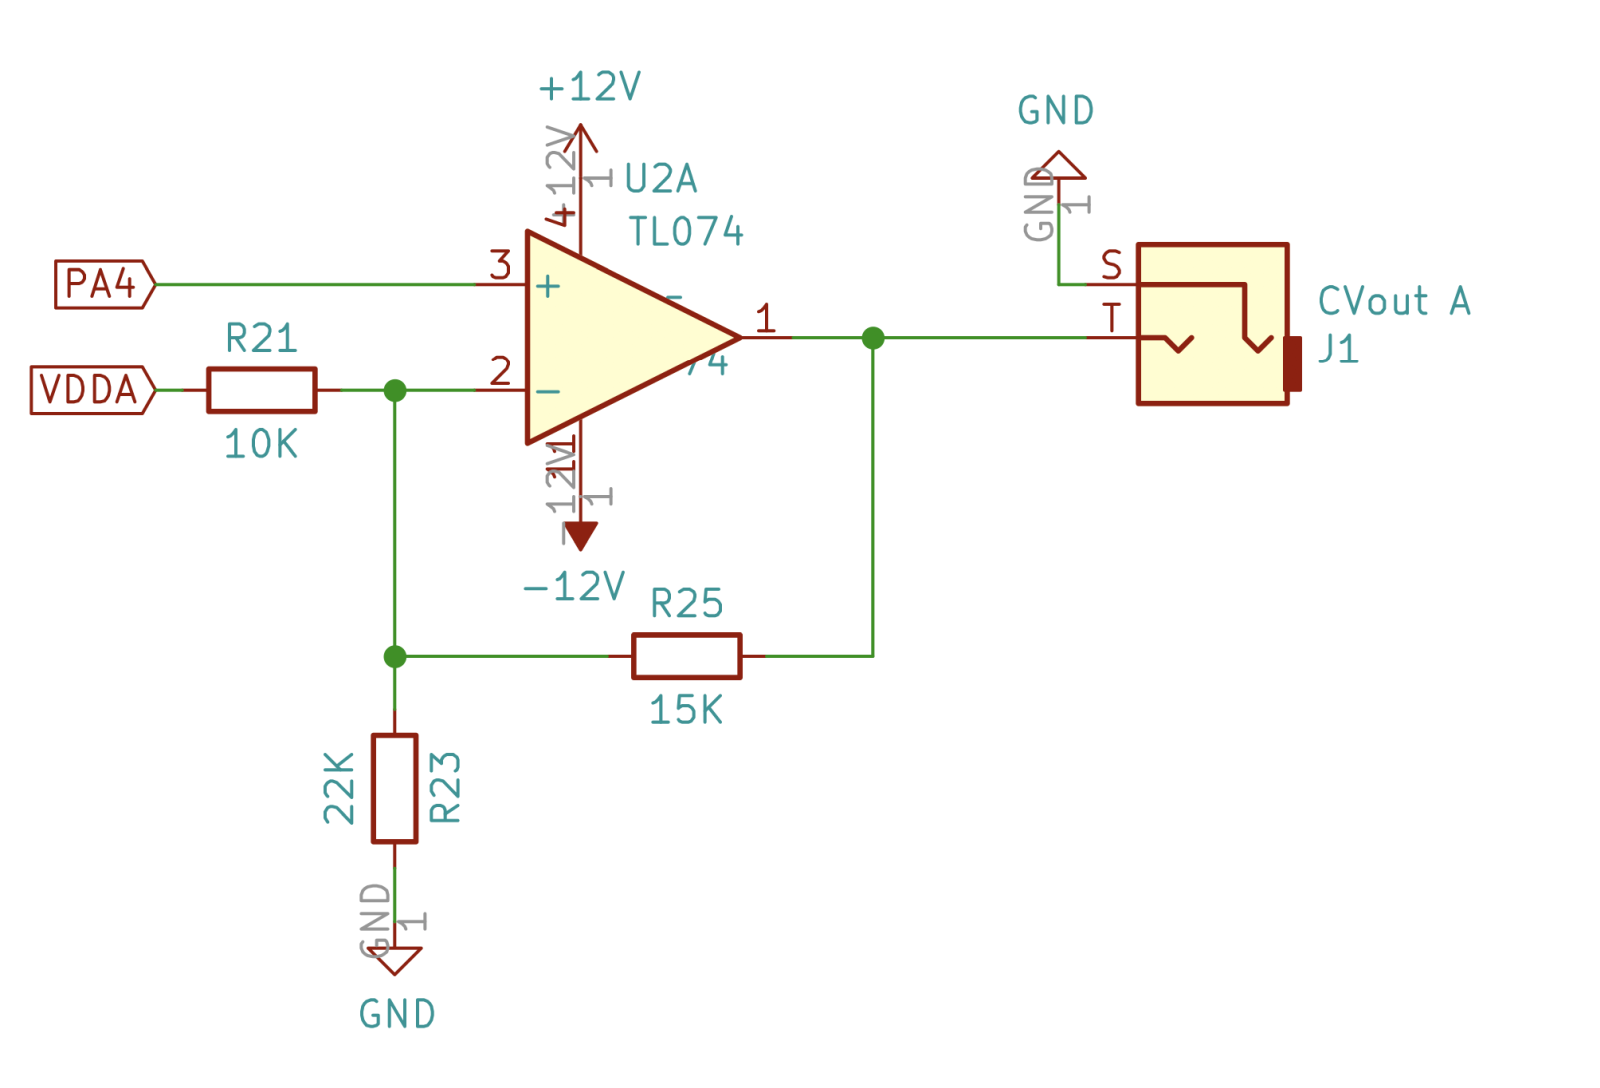 +12V
+12V
1
4
U2A
TL074
GND
GND
1
PA4
3
+
1
S
T
CVout A
J1
R21
VDDA
10K
2
−
74
11
-12V
1
-12V
R25
15K
22K
R23
GND
1
GND